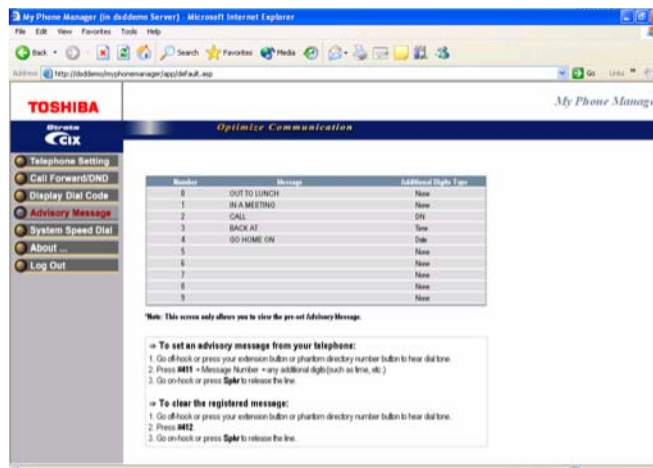 My Phone Manager (in dsddemo Server) - Microsoft Internet Explorer
File Edit View Favorites Tools Help
Back Search Favorites Media
Address http://dsddemo/myphonemanager/app/default.asp Go Links
TOSHIBA
My Phone Manag
Strata
CIX
Optimize Communication
Telephone Setting
Call Forward/DND
Display Dial Code
Advisory Message
System Speed Dial
About ...
Log Out
Number Message Additional Digits Type
0 OUT TO LUNCH None
1 IN A MEETING None
2 CALL DN
3 BACK AT Time
4 GO HOME ON Date
5 None
6 None
7 None
8 None
9 None
*Note: This screen only allows you to view the pre-set Advisory Message.
⇒ To set an advisory message from your telephone:
1. Go off-hook or press your extension button or phantom directory number button to hear dial tone.
2. Press #411 + Message Number + any additional digits(such as time, etc.)
3. Go on-hook or press Spkr to release the line.
⇒ To clear the registered message:
1. Go off-hook or press your extension button or phantom directory number button to hear dial tone.
2. Press #412.
3. Go on-hook or press Spkr to release the line.